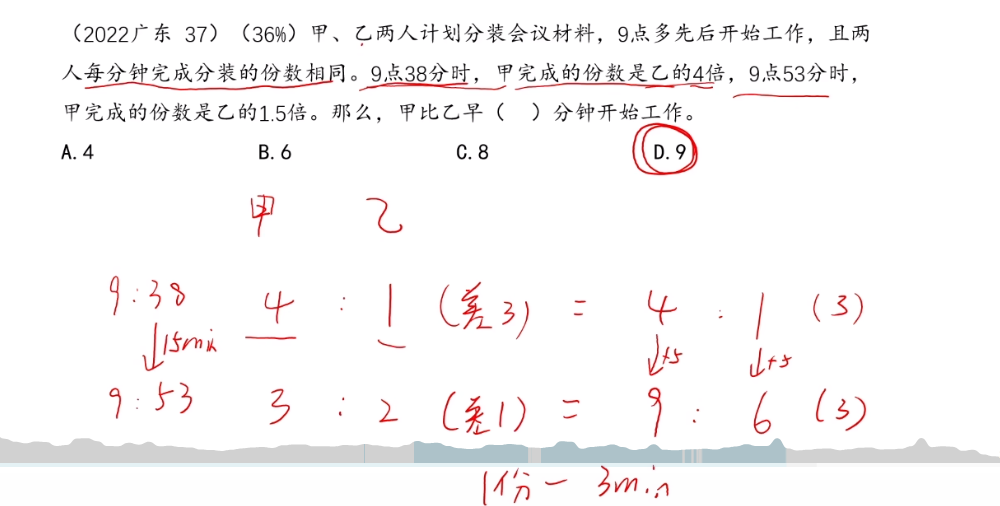 （2022广东 37）（36%）甲、乙两人计划分装会议材料，9点多先后开始工作，且两
人每分钟完成分装的份数相同。9点38分时，甲完成的份数是乙的4倍，9点53分时，
甲完成的份数是乙的1.5倍。那么，甲比乙早（　）分钟开始工作。
A.4 B.6 C.8 D.9
甲 乙
9:38 4 : 1 (差3) = 4 : 1 (3)
15min +5 +5
9:53 3 : 2 (差1) = 9 : 6 (3)
1份－3min